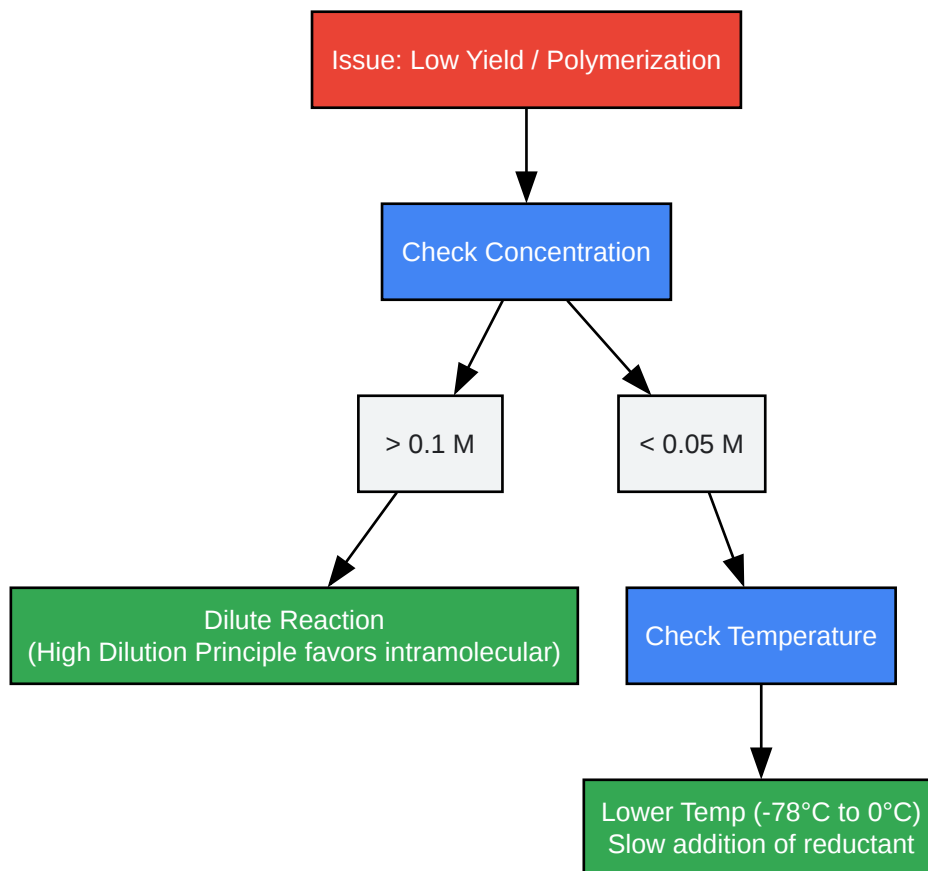 Issue: Low Yield / Polymerization
Check Concentration
> 0.1 M
< 0.05 M
Dilute Reaction
(High Dilution Principle favors intramolecular)
Check Temperature
Lower Temp (-78°C to 0°C)
Slow addition of reductant